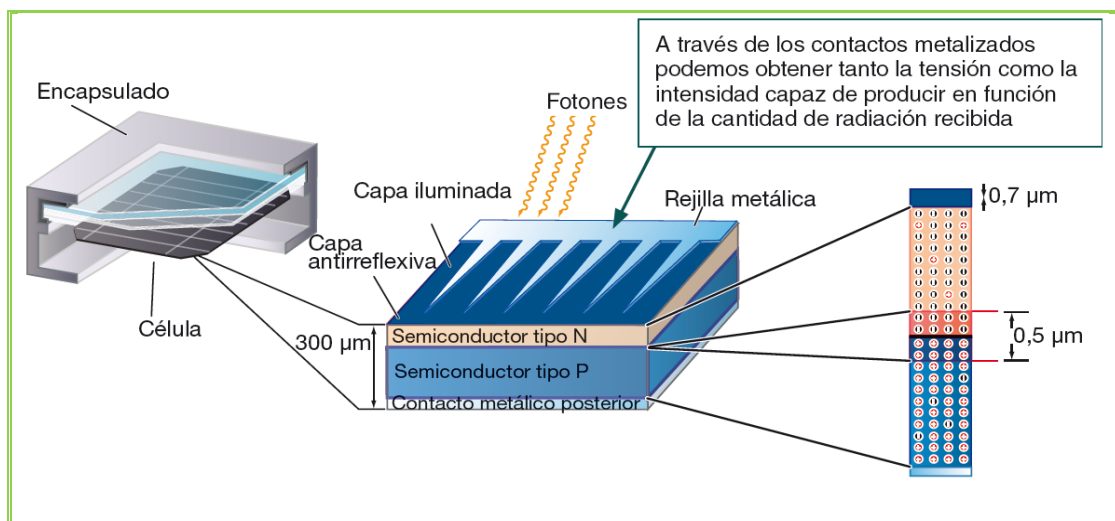 A través de los contactos metalizados
podemos obtener tanto la tensión como la
intensidad capaz de producir en función
de la cantidad de radiación recibida
Encapsulado
Fotones
Capa iluminada
Rejilla metálica
0,7 µm
Capa
antirreflexiva
Célula
300 µm
Semiconductor tipo N
0,5 µm
Semiconductor tipo P
Contacto metálico posterior